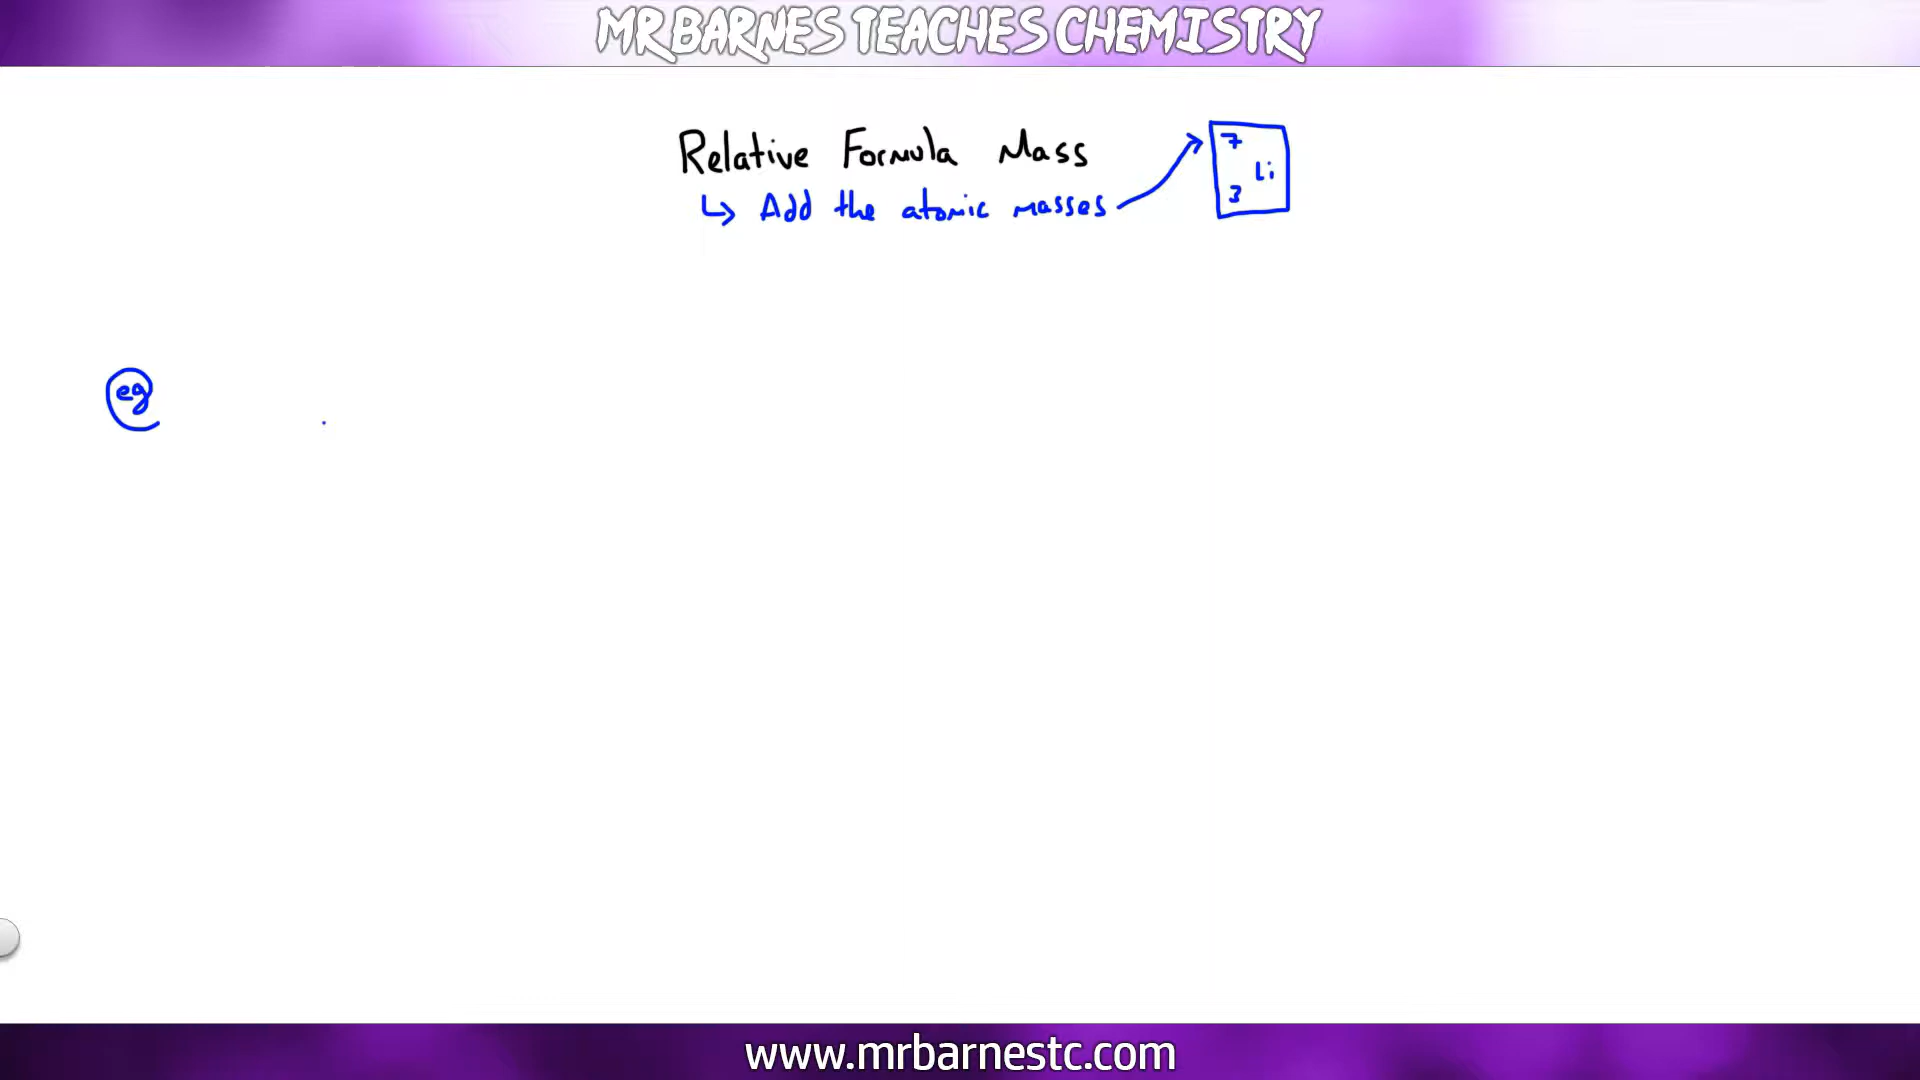 MR BARNES TEACHES CHEMISTRY
Relative Formula Mass
↳ Add the atomic masses
7
Li
3
eg
www.mrbarnestc.com